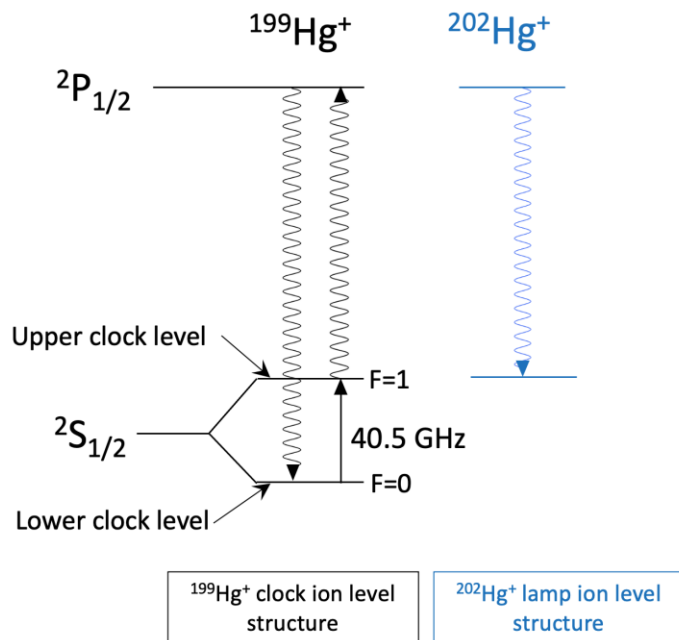 ¹⁹⁹Hg⁺ ²⁰²Hg⁺
²P₁/₂
Upper clock level
F=1
²S₁/₂
40.5 GHz
F=0
Lower clock level
¹⁹⁹Hg⁺ clock ion level
structure
²⁰²Hg⁺ lamp ion level
structure